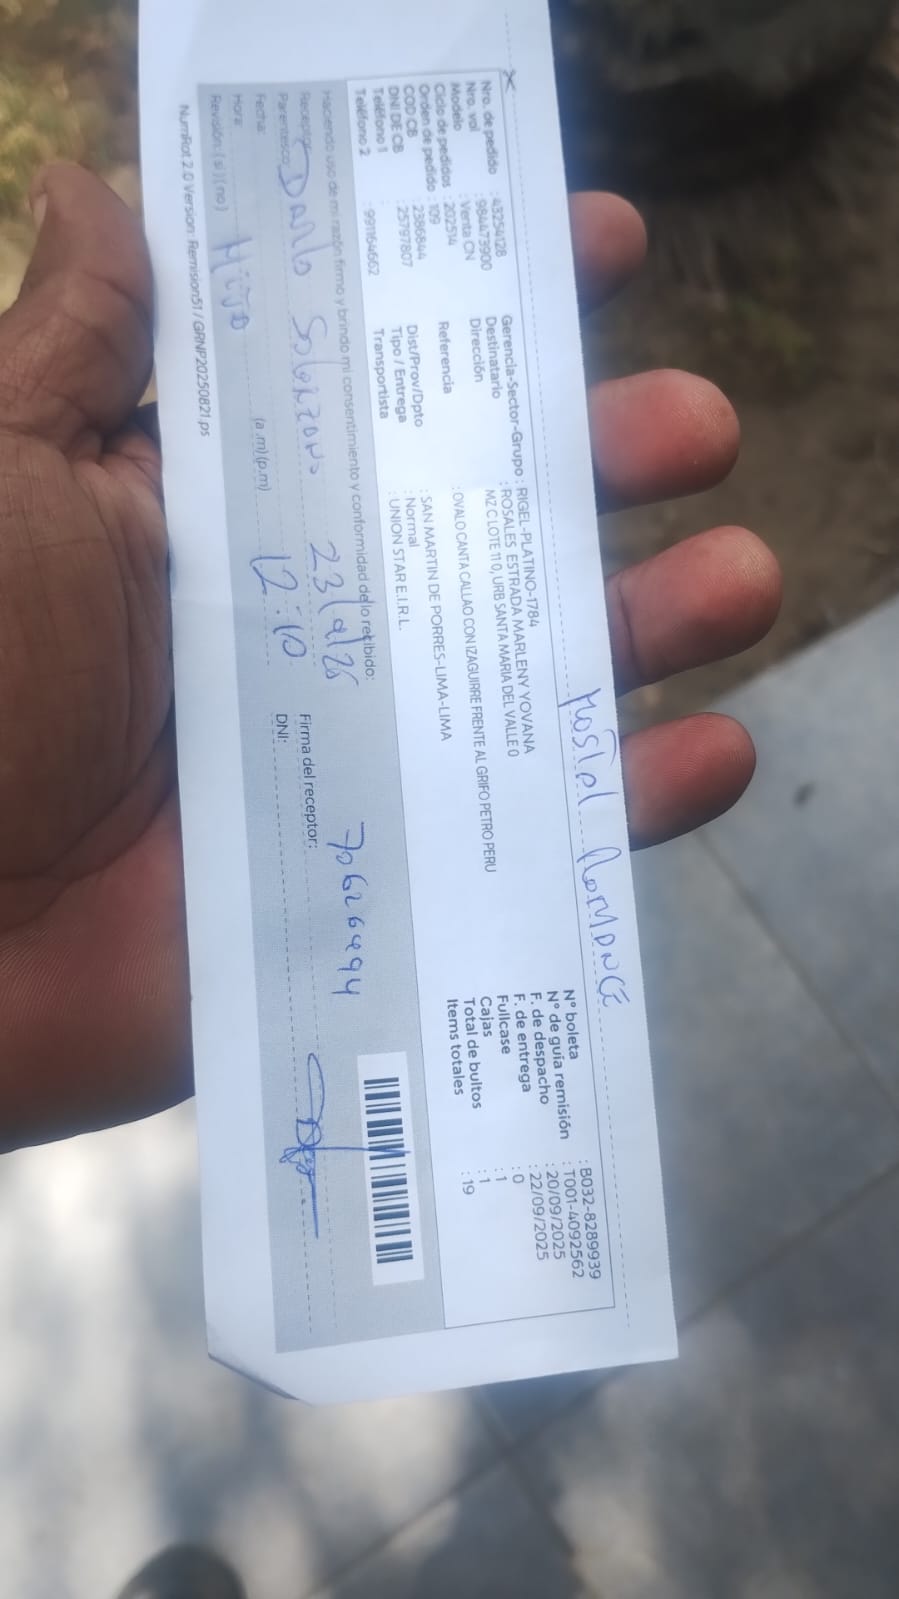 Hostel Romance
Nro. de pedido : 43254128
Nro. vol : 984473900
Modelo : Venta CN
Ciclo de pedidos : 202514
Orden de pedido : 109
COD CB : 2386844
DNI DE CB : 25797807
Teléfono 1 :
Teléfono 2 : 991164662
Gerencia-Sector-Grupo : RIGEL-PLATINO-1784
Destinatario : ROSALES ESTRADA MARLENY YOVANA
Dirección MZ C LOTE 11 0, URB SANTA MARIA DEL VALLE 0
Referencia : OVALO CANTA CALLAO CON IZAGUIRRE FRENTE AL GRIFO PETRO PERU
Dist/Prov/Dpto : SAN MARTIN DE PORRES-LIMA-LIMA
Tipo / Entrega : Normal
Transportista : UNION STAR E.I.R.L.
N° boleta : B032-8289939
N° de guía remisión : T001-4092562
F. de despacho : 20/09/2025
F. de entrega : 22/09/2025
Fullcase : 0
Cajas : 1
Total de bultos : 1
Items totales : 19
Haciendo uso de mi razón firmo y brindo mi consentimiento y conformidad de lo recibido:
Receptor:
Parentesco:
Fecha: 23/9/25
Hora: (a.m) (p.m) 12:10
Revisión: (si) (no) Hijo
70626494
Firma del receptor:
DNI:
NumRot 2.0 Version: Remision51 / GRNP20250821.ps